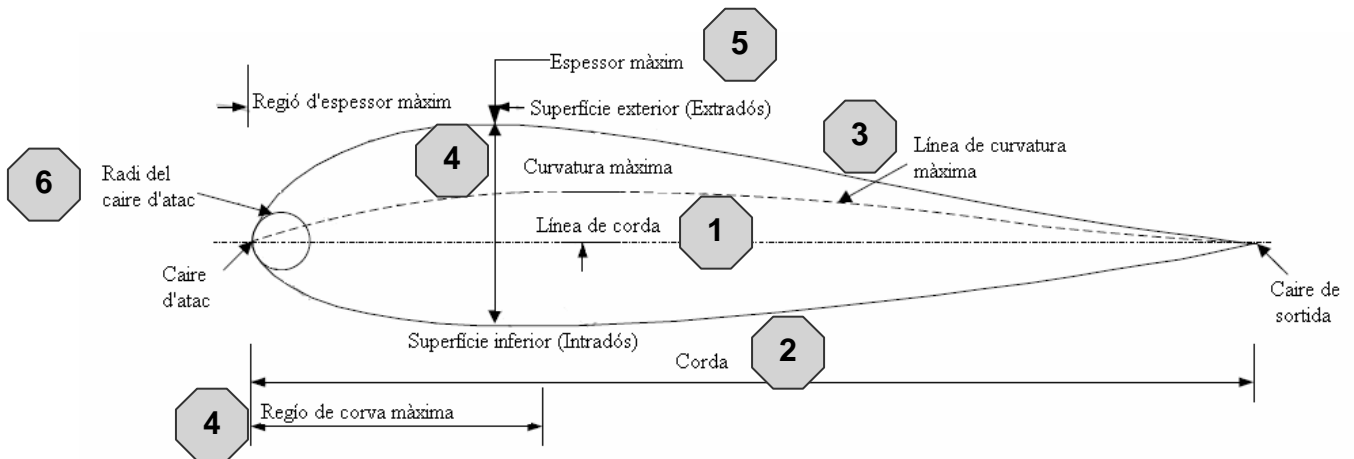 5
Espessor màxim
Regió d'espessor màxim
Superfície exterior (Extradós)
3
4
Línea de curvatura
màxima
6
Radi del
caire d'atac
Curvatura màxima
Línea de corda
1
Caire
d'atac
Caire de
sortida
Superfície inferior (Intradós)
2
Corda
4
Regío de corva màxima